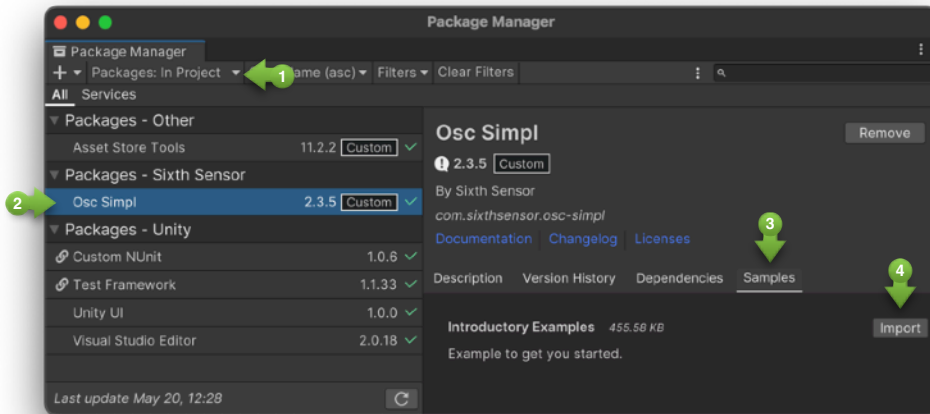 Package Manager
Package Manager
Packages: In Project 1 ame (asc) Filters Clear Filters
All Services
Packages - Other
Asset Store Tools 11.2.2 Custom
Packages - Sixth Sensor
2 Osc Simpl 2.3.5 Custom
Packages - Unity
Custom NUnit 1.0.6
Test Framework 1.1.33
Unity UI 1.0.0
Visual Studio Editor 2.0.18
Last update May 20, 12:28
Osc Simpl Remove
2.3.5 Custom
By Sixth Sensor
com.sixthsensor.osc-simpl
Documentation Changelog Licenses
3
4
Description Version History Dependencies Samples
Introductory Examples 455.58 KB Import
Example to get you started.